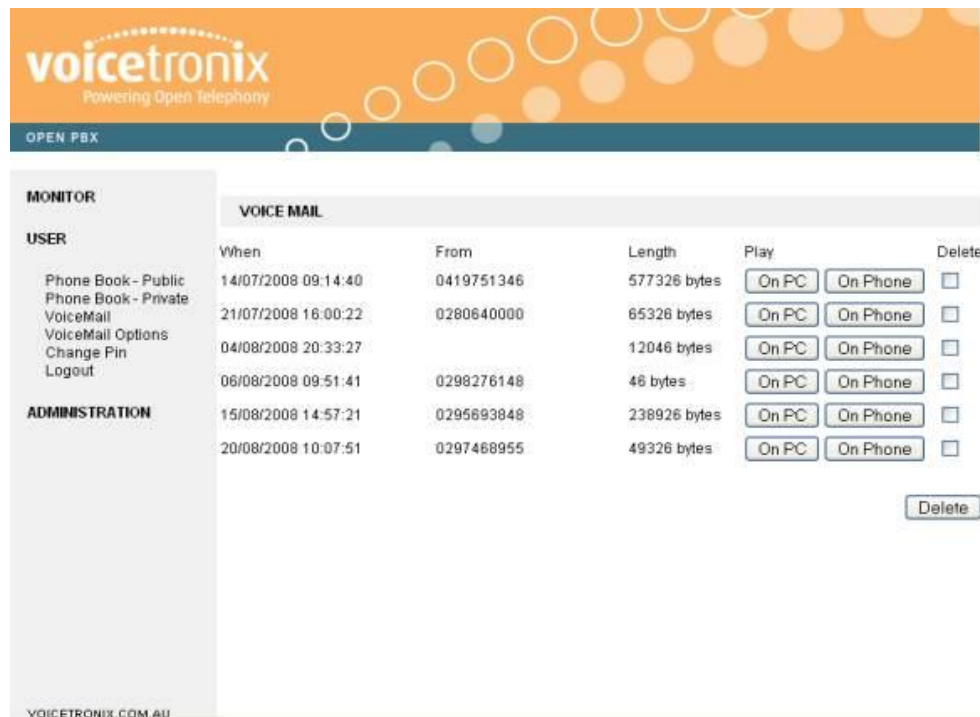 voicetronix
Powering Open Telephony
OPEN PBX
MONITOR
USER
Phone Book - Public
Phone Book - Private
VoiceMail
VoiceMail Options
Change Pin
Logout
ADMINISTRATION
VOICE MAIL
When From Length Play Delete
14/07/2008 09:14:40 0419751346 577326 bytes On PC On Phone
21/07/2008 16:00:22 0280640000 65326 bytes On PC On Phone
04/08/2008 20:33:27 12046 bytes On PC On Phone
06/08/2008 09:51:41 0298276148 46 bytes On PC On Phone
15/08/2008 14:57:21 0295693848 238926 bytes On PC On Phone
20/08/2008 10:07:51 0297468955 49326 bytes On PC On Phone
Delete
VOICETRONIX.COM.AU